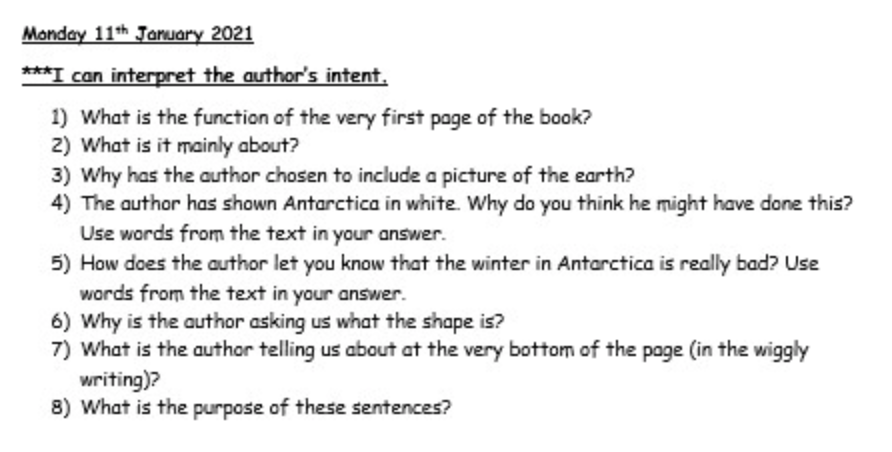 Monday 11th January 2021
***I can interpret the author's intent.
1) What is the function of the very first page of the book?
2) What is it mainly about?
3) Why has the author chosen to include a picture of the earth?
4) The author has shown Antarctica in white. Why do you think he might have done this?
Use words from the text in your answer.
5) How does the author let you know that the winter in Antarctica is really bad? Use
words from the text in your answer.
6) Why is the author asking us what the shape is?
7) What is the author telling us about at the very bottom of the page (in the wiggly
writing)?
8) What is the purpose of these sentences?